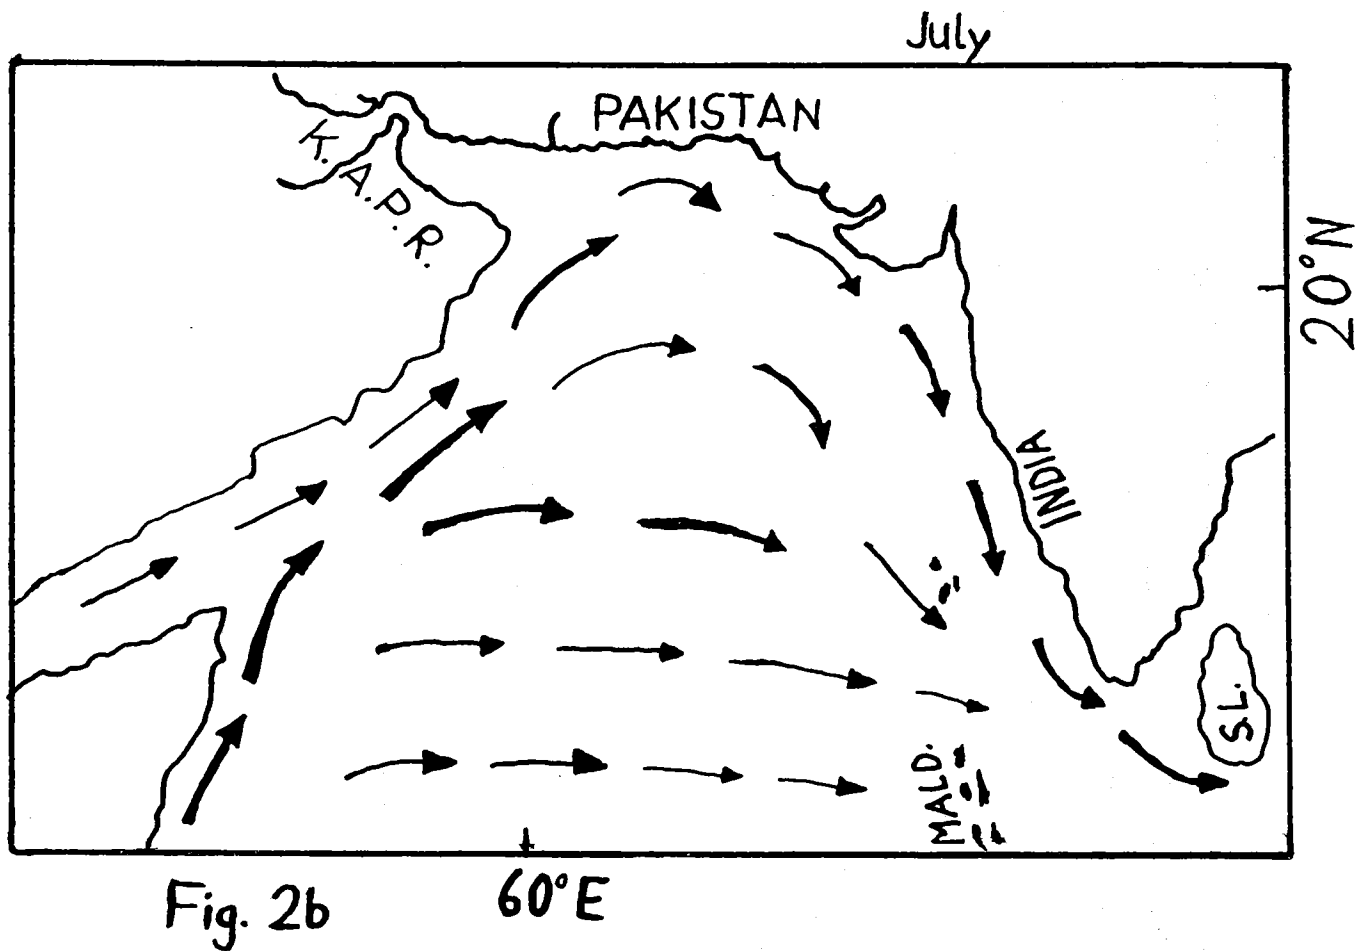 July
PAKISTAN
K.A.P.R.
20°N
INDIA
S.L.
MALD.
60°E
Fig. 2b